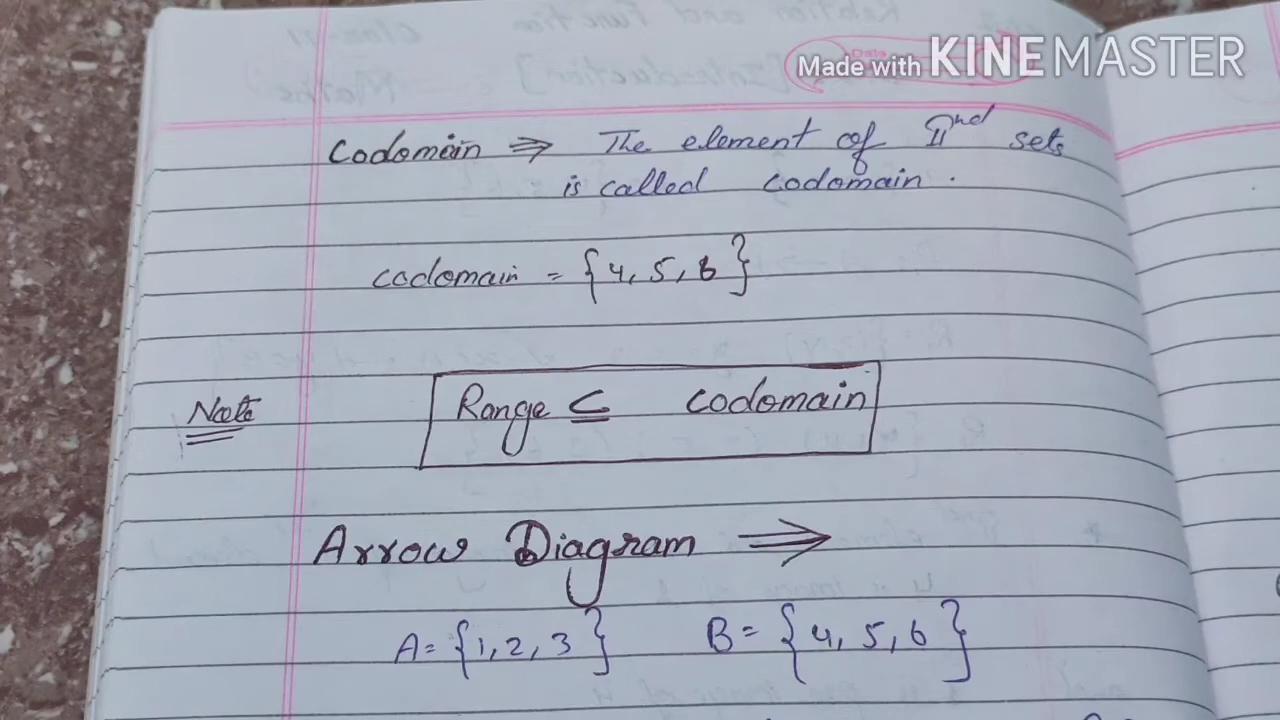 Made with KINEMASTER
Codomain ⇒ The element of IInd sets
is called codomain.
codomain = {4, 5, 6}
Note
Range ⊆ codomain
Arrow Diagram ⇒
A = {1, 2, 3} B = {4, 5, 6}